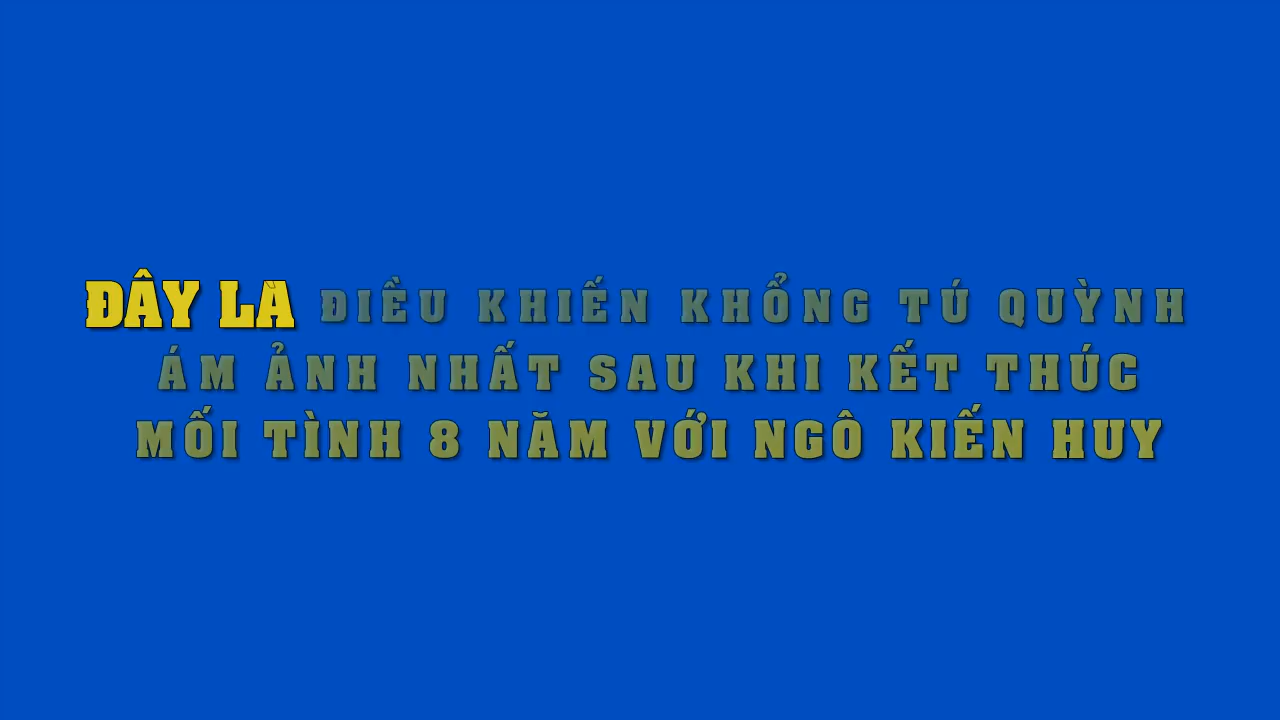 ĐÂY LÀ ĐIỀU KHIẾN KHỔNG TÚ QUỲNH
ÁM ẢNH NHẤT SAU KHI KẾT THÚC
MỐI TÌNH 8 NĂM VỚI NGÔ KIẾN HUY